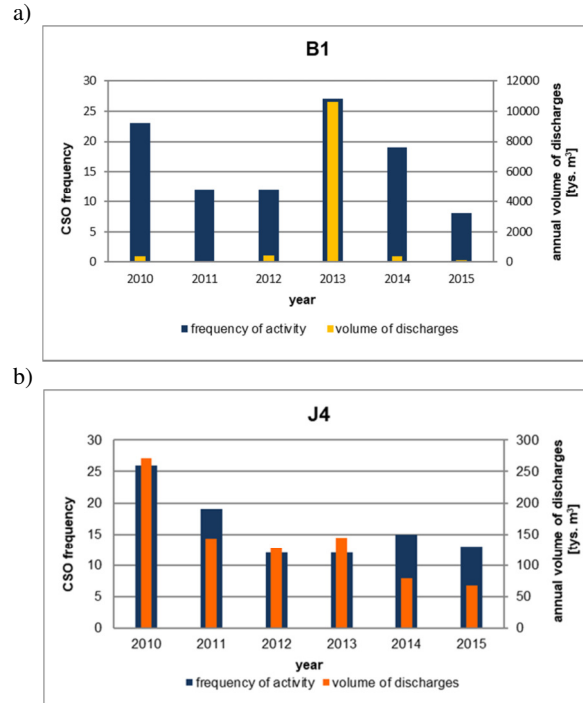 a)
B1
30 12000
25 10000
20 8000
15 6000
10 4000
5 2000
0 0
CSO frequency
annual volume of discharges
[tys. m³]
2010 2011 2012 2013 2014 2015
year
frequency of activity volume of discharges
b)
J4
30 300
25 250
20 200
15 150
10 100
5 50
0 0
CSO frequency
annual volume of discharges
[tys. m³]
2010 2011 2012 2013 2014 2015
year
frequency of activity volume of discharges